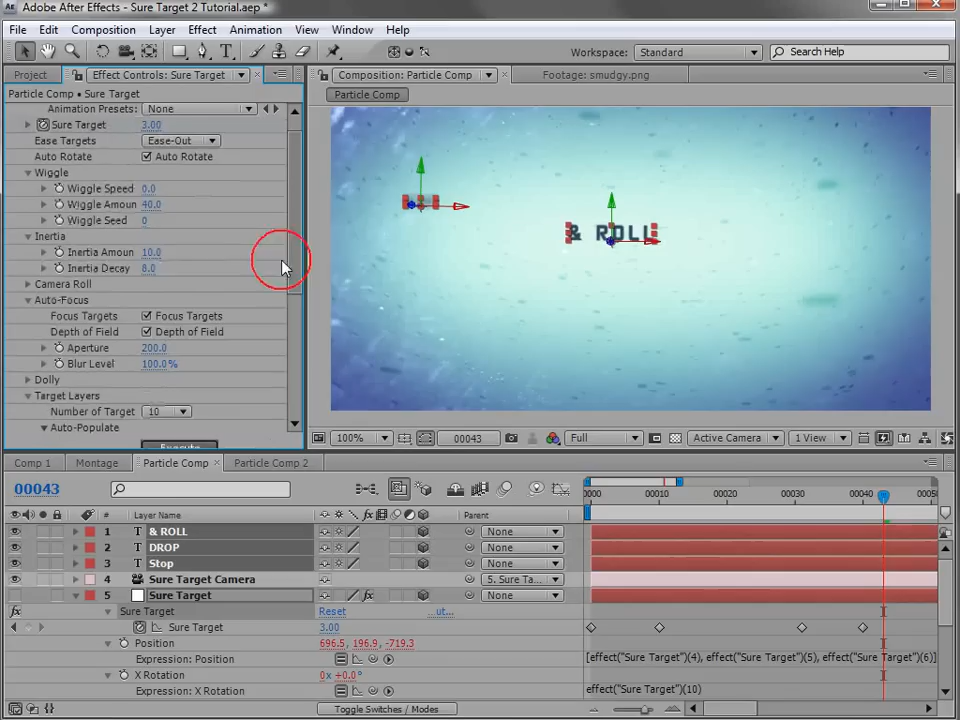 Adobe After Effects - Sure Target 2 Tutorial.aep *
File Edit Composition Layer Effect Animation View Window Help
Workspace: Standard Search Help
Project Effect Controls: Sure Target Composition: Particle Comp Footage: smudgy.png
Particle Comp • Sure Target Particle Comp
Animation Presets: None
Sure Target 3.00
Ease Targets Ease-Out
Auto Rotate Auto Rotate
Wiggle
Wiggle Speed 0.0
Wiggle Amoun 40.0
Wiggle Seed 0
Inertia
Inertia Amoun 10.0
Inertia Decay 8.0
Camera Roll
Auto-Focus
Focus Targets Focus Targets
Depth of Field Depth of Field
Aperture 200.0
Blur Level 100.0%
Dolly
Target Layers
Number of Target 10
Auto-Populate
Execute
& ROLL
100% 00043 Full Active Camera 1 View
Comp 1 Montage Particle Comp Particle Comp 2
00043 0000 00010 00020 00030 00040 00050
# Layer Name Parent
1 T & ROLL None
2 T DROP None
3 T Stop None
4 Sure Target Camera 5. Sure Ta...
5 Sure Target fx None
fx Sure Target Reset ...ut...
Sure Target 3.00
Position 696.5, 196.9, -719.3
Expression: Position [effect("Sure Target")(4), effect("Sure Target")(5), effect("Sure Target")(6)]
X Rotation 0x +0.0°
Expression: X Rotation effect("Sure Target")(10)
Toggle Switches / Modes